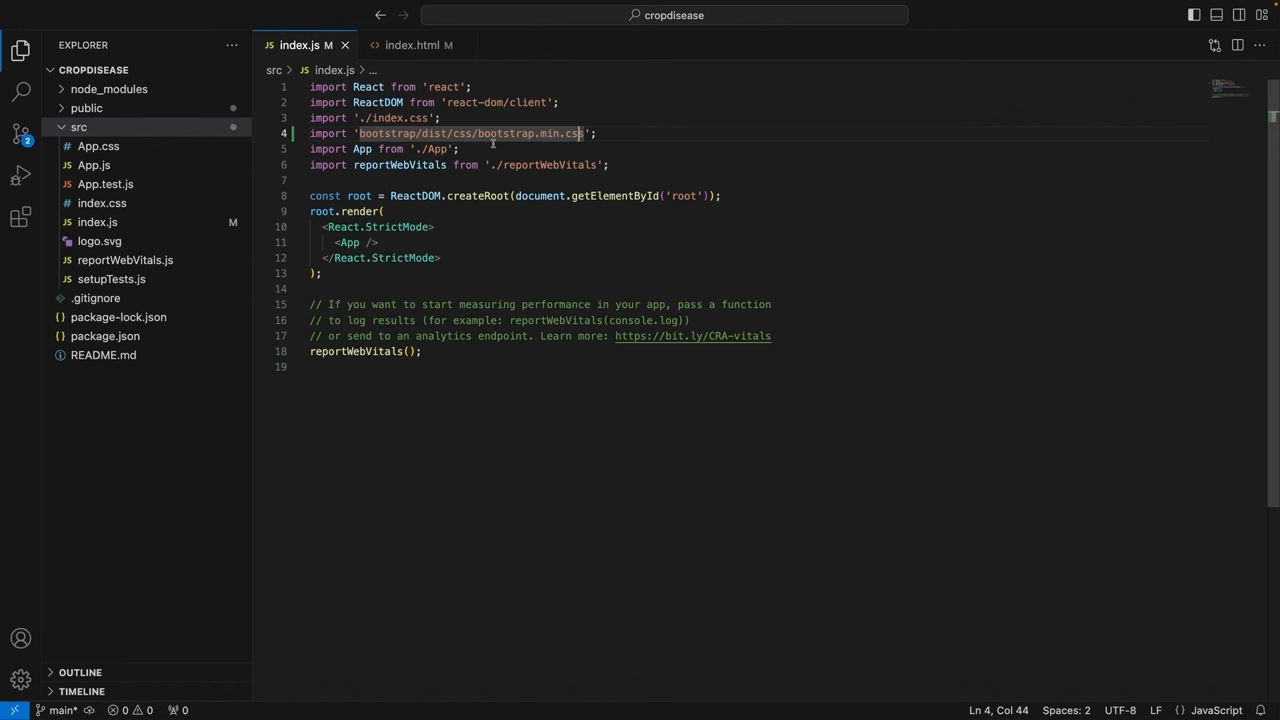 cropdisease
EXPLORER
CROPDISEASE
node_modules
public
src
App.css
App.js
App.test.js
index.css
index.js M
logo.svg
reportWebVitals.js
setupTests.js
.gitignore
package-lock.json
package.json
README.md
OUTLINE
TIMELINE
2
JS index.js M
index.html M
src > JS index.js > ...
1 import React from 'react';
2 import ReactDOM from 'react-dom/client';
3 import './index.css';
4 import 'bootstrap/dist/css/bootstrap.min.css';
5 import App from './App';
6 import reportWebVitals from './reportWebVitals';
7
8 const root = ReactDOM.createRoot(document.getElementById('root'));
9 root.render(
10 <React.StrictMode>
11 <App />
12 </React.StrictMode>
13 );
14
15 // If you want to start measuring performance in your app, pass a function
16 // to log results (for example: reportWebVitals(console.log))
17 // or send to an analytics endpoint. Learn more: https://bit.ly/CRA-vitals
18 reportWebVitals();
19
main* 0 0 0 Ln 4, Col 44 Spaces: 2 UTF-8 LF {} JavaScript